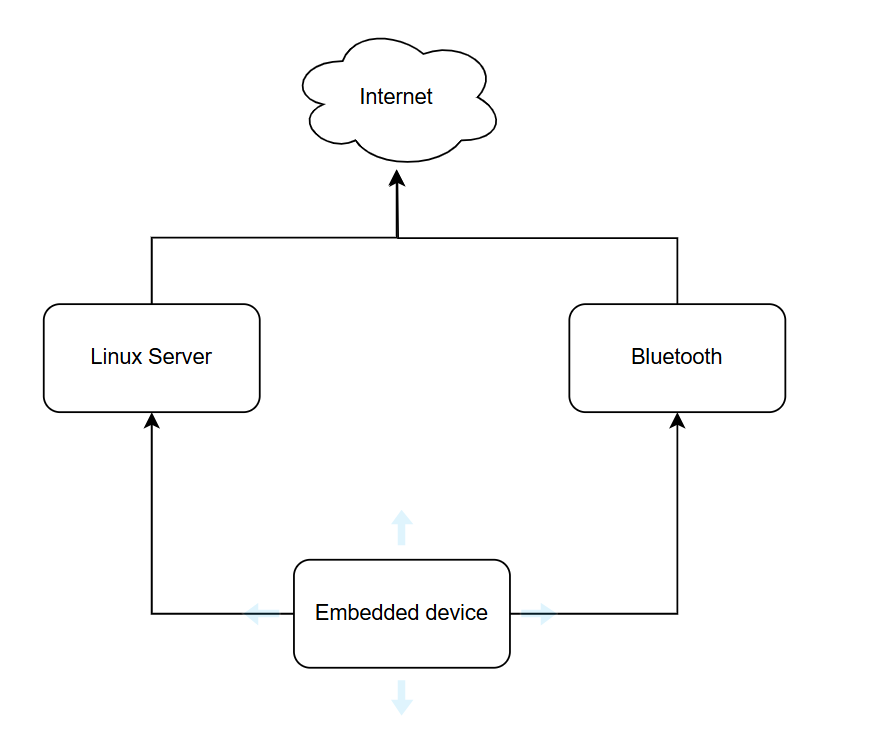 Internet
Linux Server
Bluetooth
Embedded device